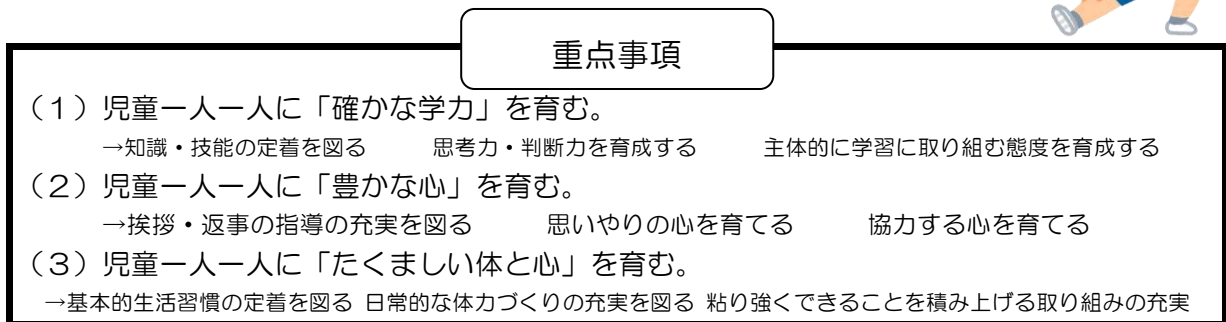 重点事項
（１）児童一人一人に「確かな学力」を育む。
→知識・技能の定着を図る　思考力・判断力を育成する　主体的に学習に取り組む態度を育成する
（２）児童一人一人に「豊かな心」を育む。
→挨拶・返事の指導の充実を図る　思いやりの心を育てる　協力する心を育てる
（３）児童一人一人に「たくましい体と心」を育む。
→基本的生活習慣の定着を図る 日常的な体力づくりの充実を図る 粘り強くできることを積み上げる取り組みの充実